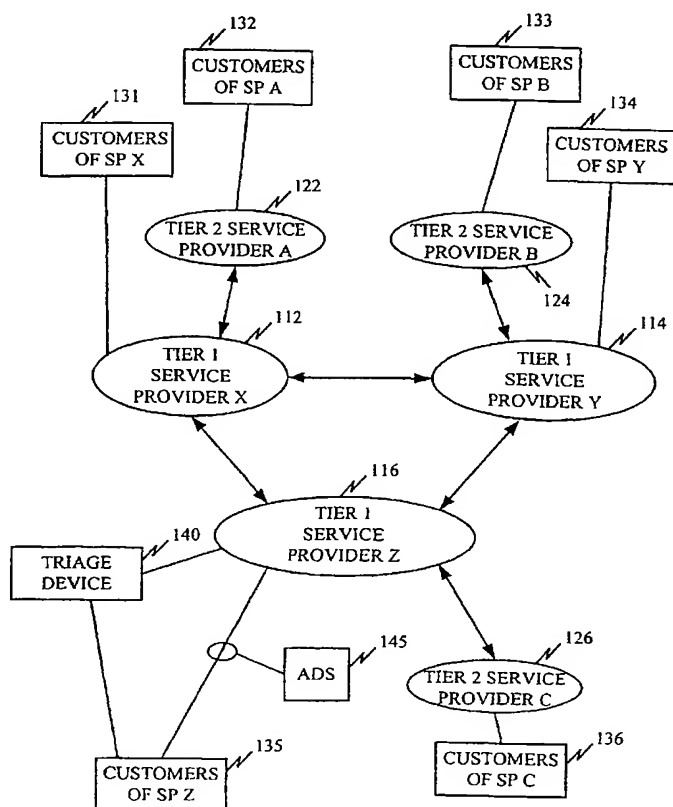 132
CUSTOMERS
OF SP A
133
CUSTOMERS
OF SP B
131
CUSTOMERS
OF SP X
134
CUSTOMERS
OF SP Y
122
TIER 2 SERVICE
PROVIDER A
TIER 2 SERVICE
PROVIDER B
124
112
TIER 1
SERVICE
PROVIDER X
114
TIER 1
SERVICE
PROVIDER Y
116
TIER 1
SERVICE
PROVIDER Z
140
TRIAGE
DEVICE
145
ADS
126
TIER 2 SERVICE
PROVIDER C
135
CUSTOMERS
OF SP Z
136
CUSTOMERS
OF SP C